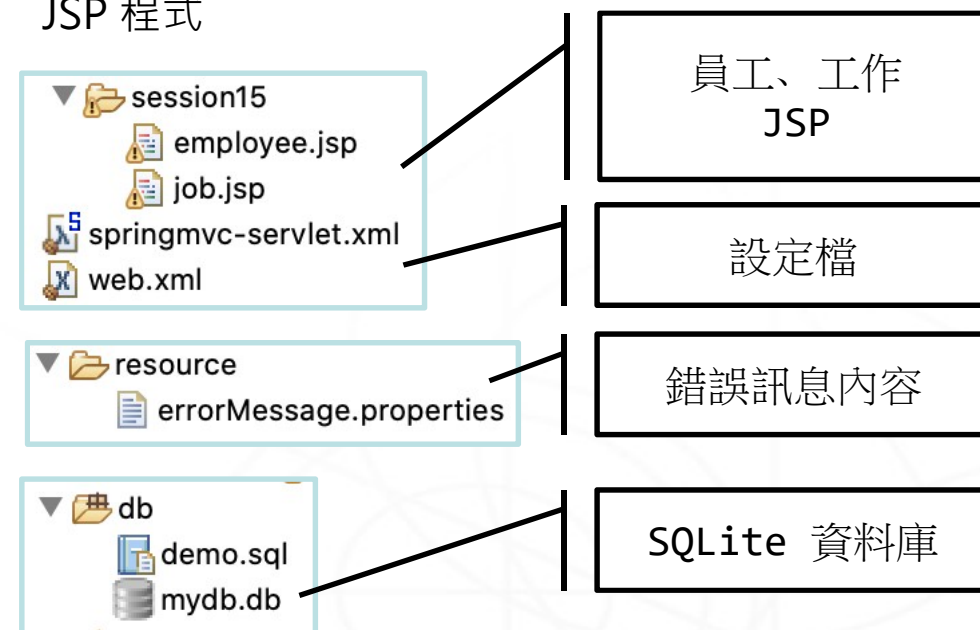 JSP 程式
session15
employee.jsp
job.jsp
springmvc-servlet.xml
web.xml
員工、工作
JSP
設定檔
resource
errorMessage.properties
錯誤訊息內容
db
demo.sql
mydb.db
SQLite 資料庫